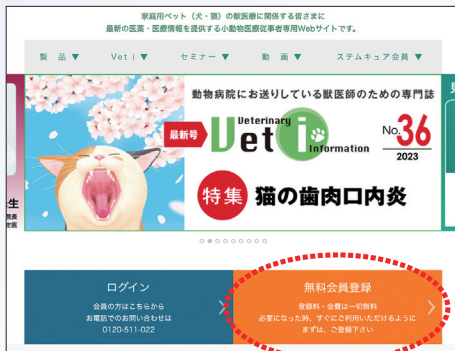 家庭用ペット（犬・猫）の獣医療に関係する皆さまに
最新の医薬・医療情報を提供する小動物医療従事者専用Webサイトです。
製 品 ▼
Vet i ▼
セミナー ▼
動 画 ▼
ステムキュア会員 ▼
動物病院にお送りしている獣医師のための専門誌
最新号
Veterinary
Vet i
Information
No.36
2023
特集
猫の歯肉口内炎
ログイン
会員の方はこちらから
お電話でのお問い合わせは
0120-511-022
無料会員登録
登録料・会費は一切無料
必要になった時、すぐにご利用いただけるように
まずは、ご登録下さい